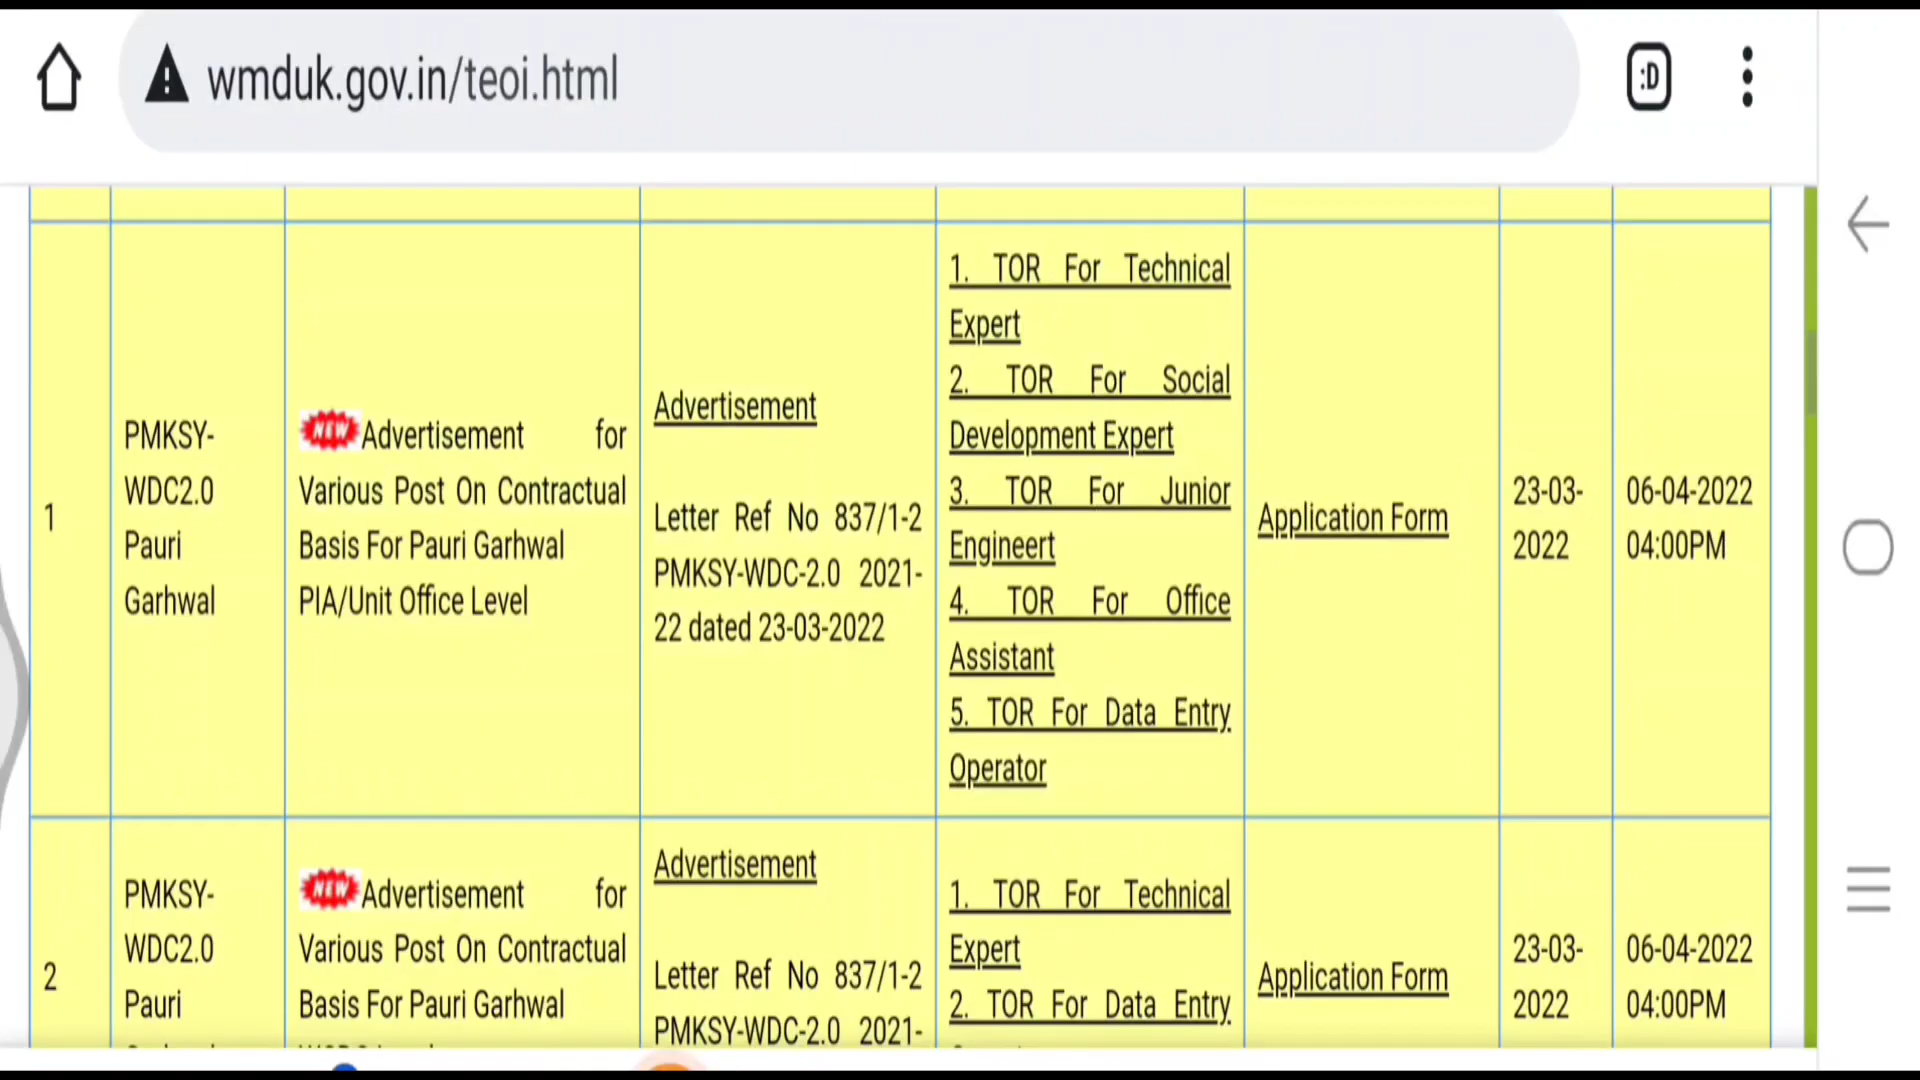 :D
wmduk.gov.in/teoi.html
1
PMKSY-
WDC2.0
Pauri
Garhwal
NEW Advertisement for
Various Post On Contractual
Basis For Pauri Garhwal
PIA/Unit Office Level
Advertisement
Letter Ref No 837/1-2
PMKSY-WDC-2.0 2021-
22 dated 23-03-2022
1. TOR For Technical
Expert
2. TOR For Social
Development Expert
3. TOR For Junior
Engineert
4. TOR For Office
Assistant
5. TOR For Data Entry
Operator
Application Form
23-03-
2022
06-04-2022
04:00PM
2
PMKSY-
WDC2.0
Pauri
NEW Advertisement for
Various Post On Contractual
Basis For Pauri Garhwal
Advertisement
Letter Ref No 837/1-2
PMKSY-WDC-2.0 2021-
1. TOR For Technical
Expert
2. TOR For Data Entry
Application Form
23-03-
2022
06-04-2022
04:00PM